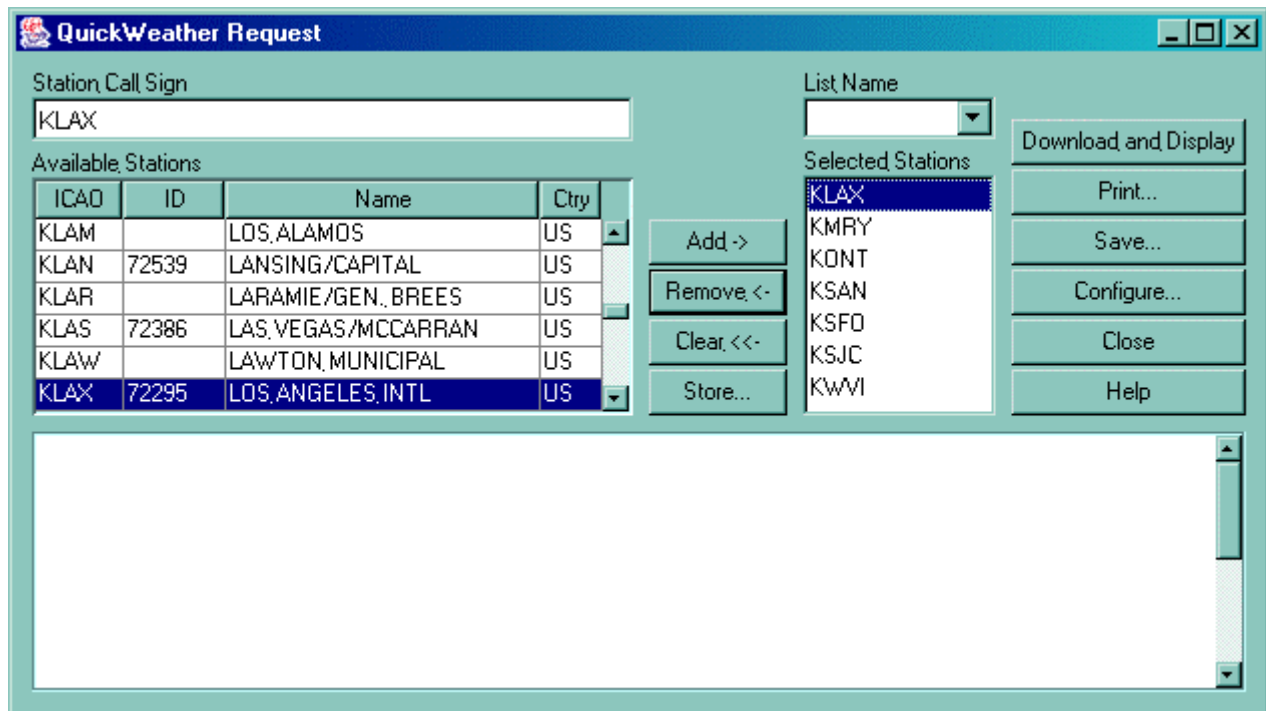 QuickWeather Request
Station Call Sign
KLAX
Available Stations
ICAO ID Name Ctry
KLAM LOS ALAMOS US
KLAN 72539 LANSING/CAPITAL US
KLAR LARAMIE/GEN. BREES US
KLAS 72386 LAS VEGAS/MCCARRAN US
KLAW LAWTON MUNICIPAL US
KLAX 72295 LOS ANGELES INTL US
Add ->
Remove <-
Clear <<-
Store...
List Name
Selected Stations
KLAX
KMRY
KONT
KSAN
KSFO
KSJC
KWVI
Download and Display
Print...
Save...
Configure...
Close
Help